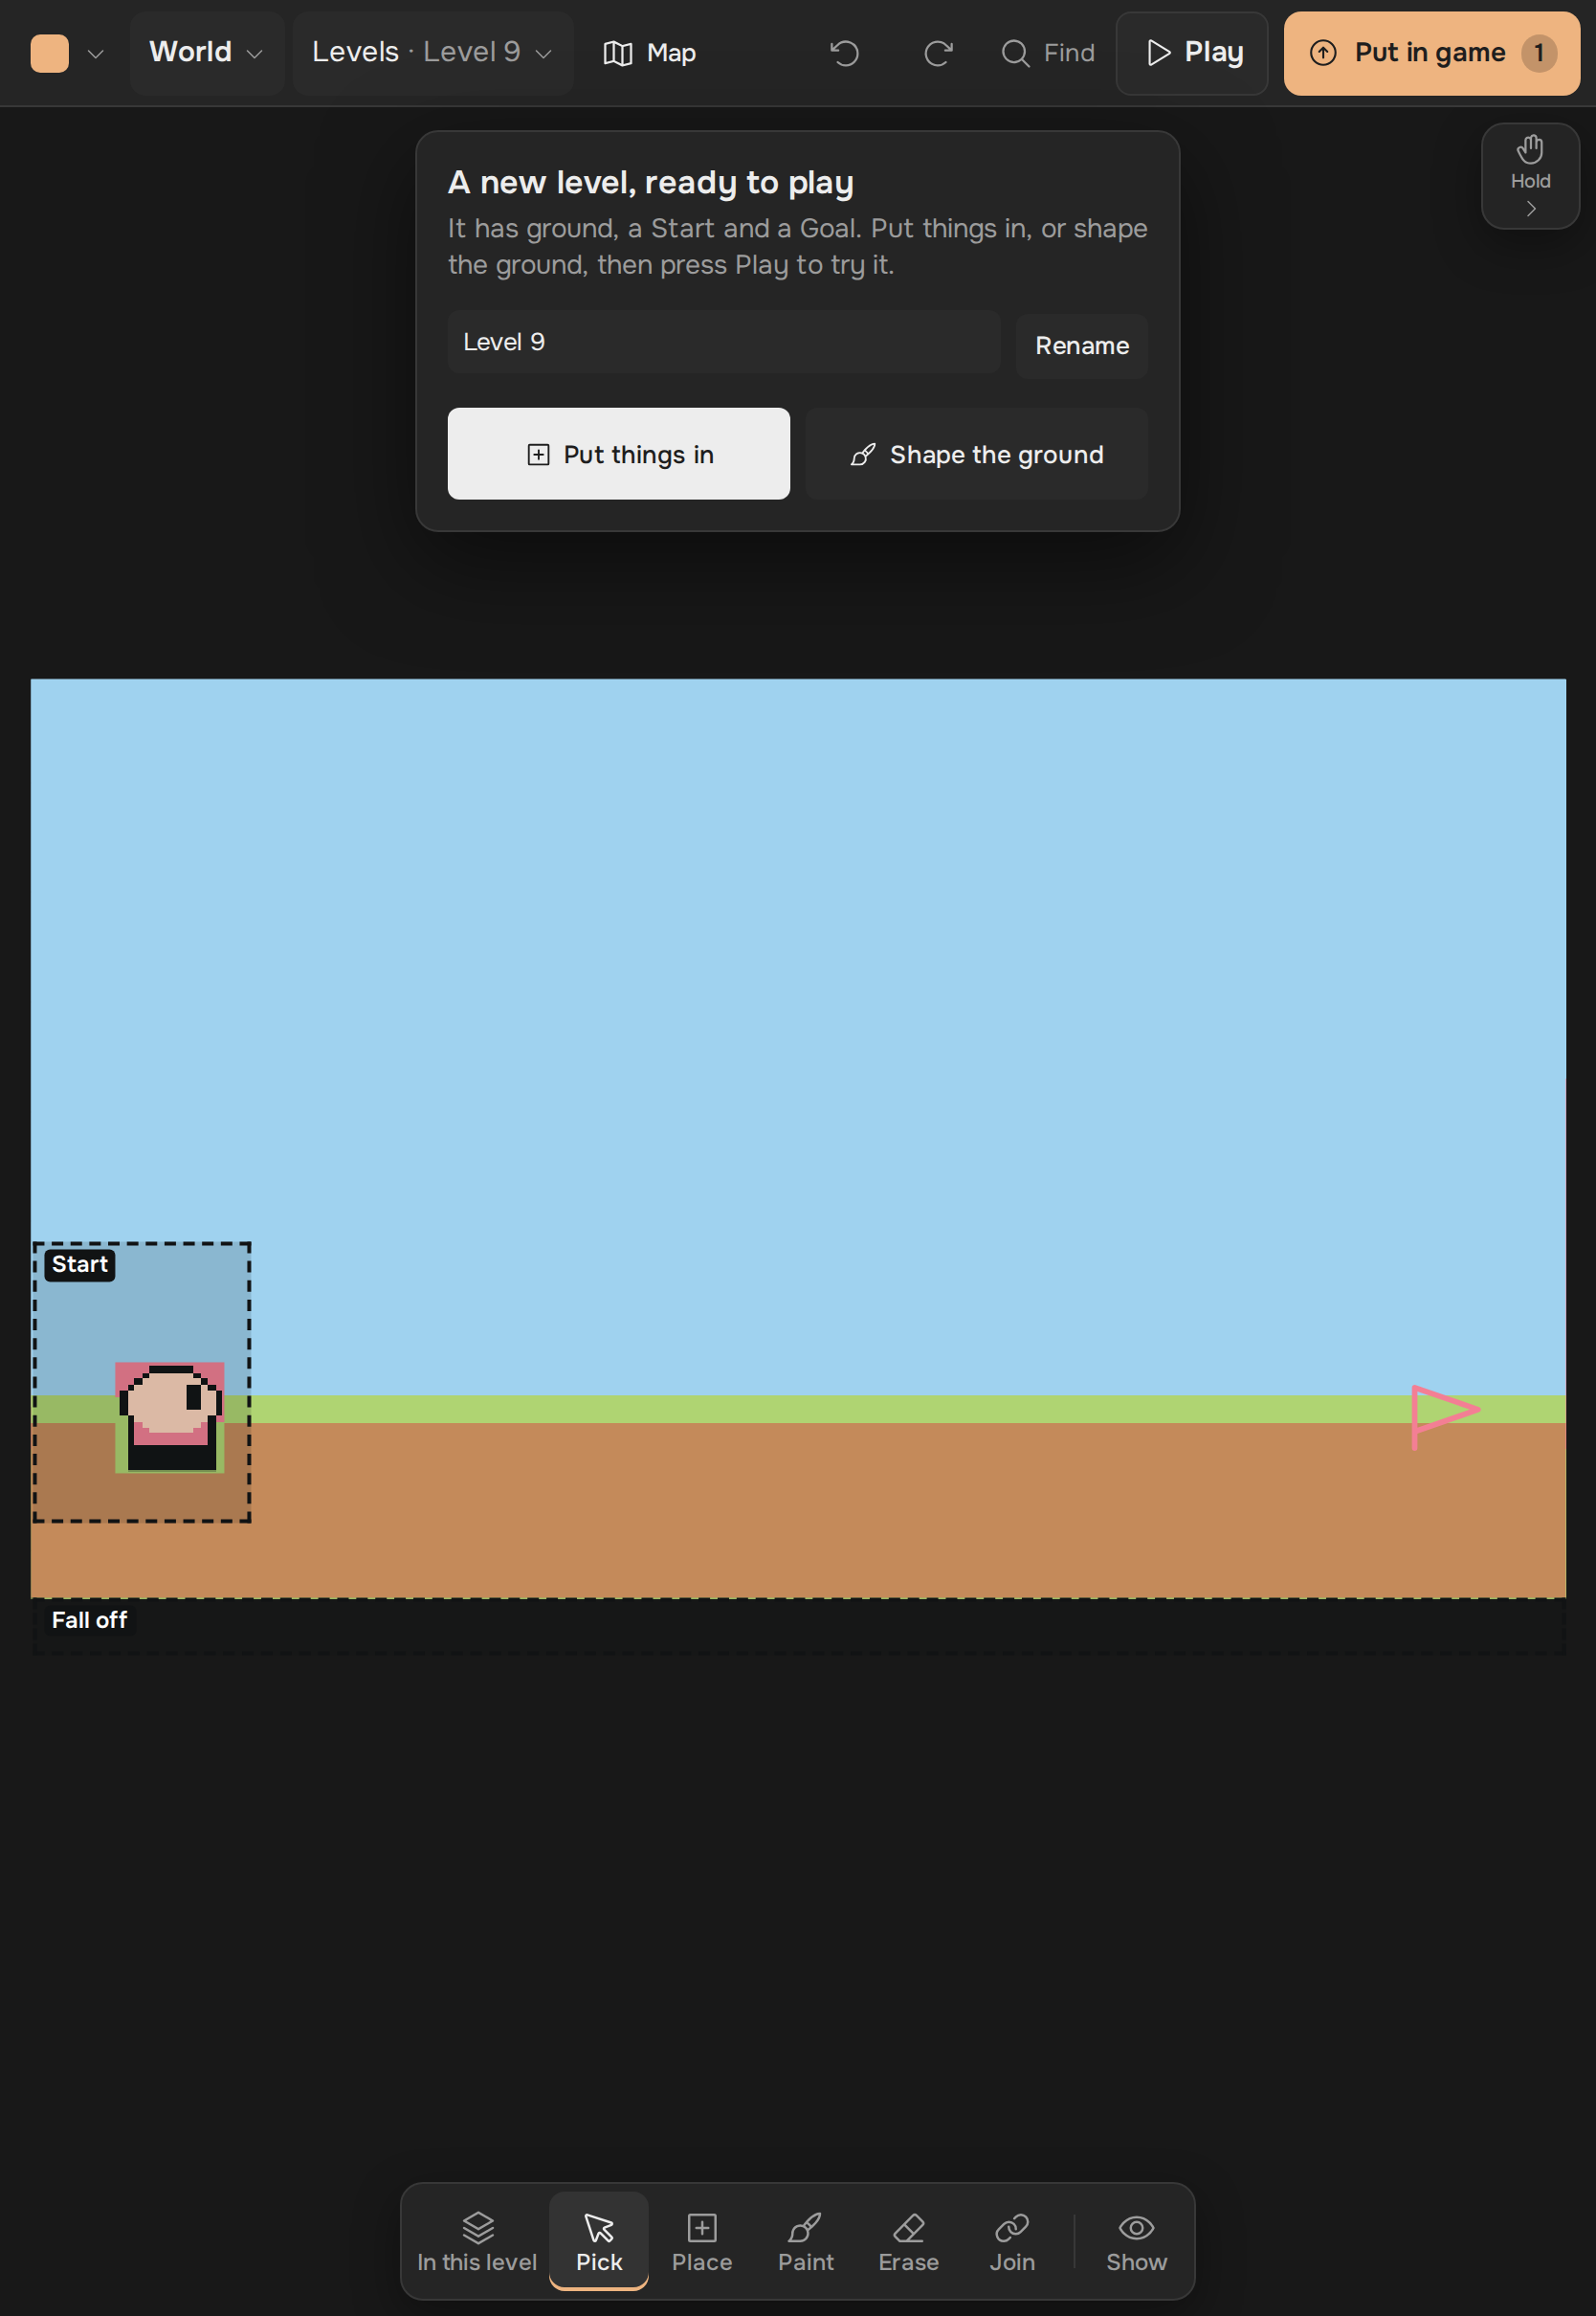 World
Levels · Level 9
Map
Find
Play
Put in game 1
Hold
A new level, ready to play
It has ground, a Start and a Goal. Put things in, or shape
the ground, then press Play to try it.
Level 9
Rename
Put things in
Shape the ground
Start
Fall off
In this level
Pick
Place
Paint
Erase
Join
Show